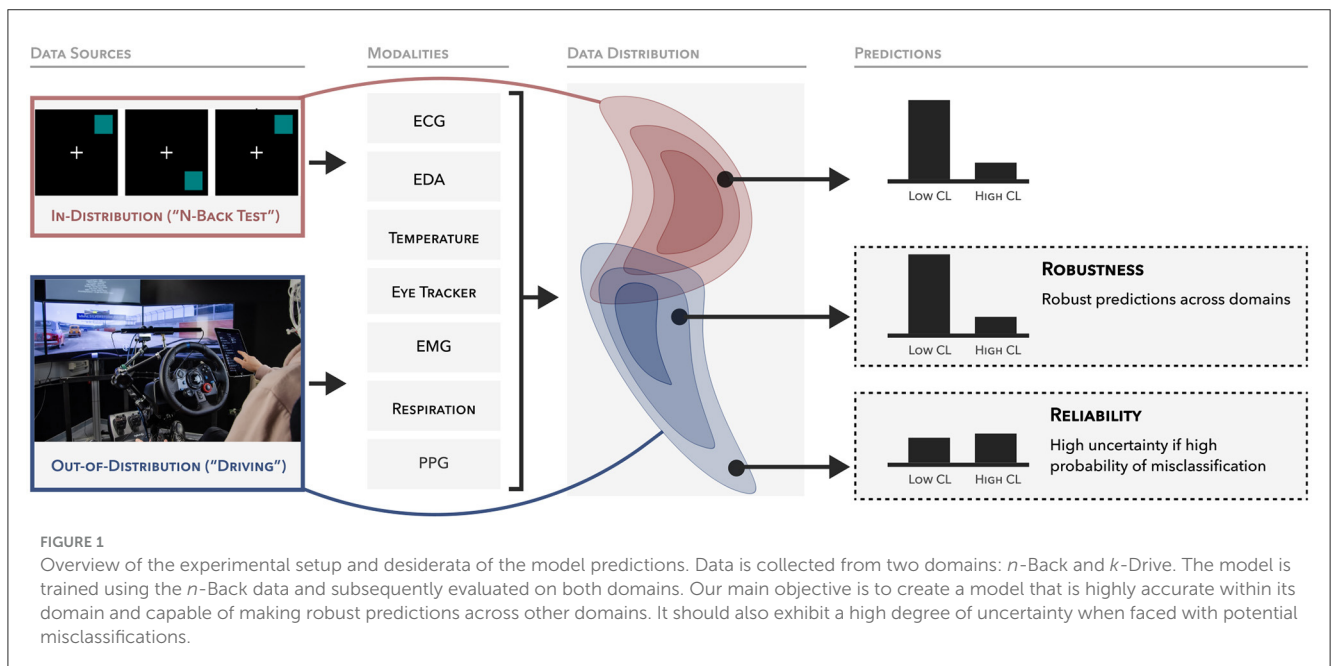 DATA SOURCES
MODALITIES
DATA DISTRIBUTION
PREDICTIONS
IN-DISTRIBUTION ("N-BACK TEST")
OUT-OF-DISTRIBUTION ("DRIVING")
ECG
EDA
TEMPERATURE
EYE TRACKER
EMG
RESPIRATION
PPG
LOW CL HIGH CL
ROBUSTNESS
Robust predictions across domains
LOW CL HIGH CL
RELIABILITY
High uncertainty if high
probability of misclassification
LOW CL HIGH CL
FIGURE 1
Overview of the experimental setup and desiderata of the model predictions. Data is collected from two domains: n-Back and k-Drive. The model is
trained using the n-Back data and subsequently evaluated on both domains. Our main objective is to create a model that is highly accurate within its
domain and capable of making robust predictions across other domains. It should also exhibit a high degree of uncertainty when faced with potential
misclassifications.